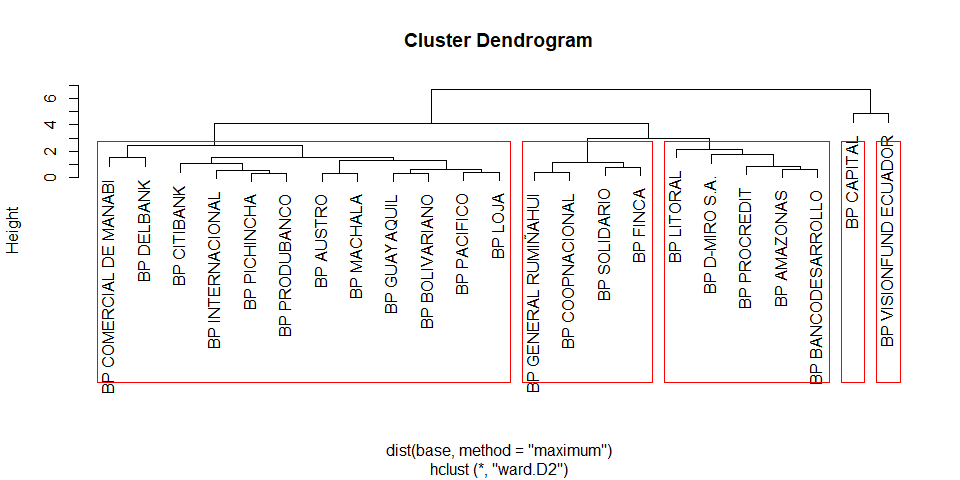 Cluster Dendrogram
Height
0 2 4 6
BP COMERCIAL DE MANABI
BP DELBANK
BP CITIBANK
BP INTERNACIONAL
BP PICHINCHA
BP PRODUBANCO
BP AUSTRO
BP MACHALA
BP GUAYAQUIL
BP BOLIVARIANO
BP PACIFICO
BP LOJA
BP GENERAL RUMIÑAHUI
BP COOPNACIONAL
BP SOLIDARIO
BP FINCA
BP LITORAL
BP D-MIRO S.A.
BP PROCREDIT
BP AMAZONAS
BP BANCODESARROLLO
BP CAPITAL
BP VISIONFUND ECUADOR
dist(base, method = "maximum")
hclust (*, "ward.D2")